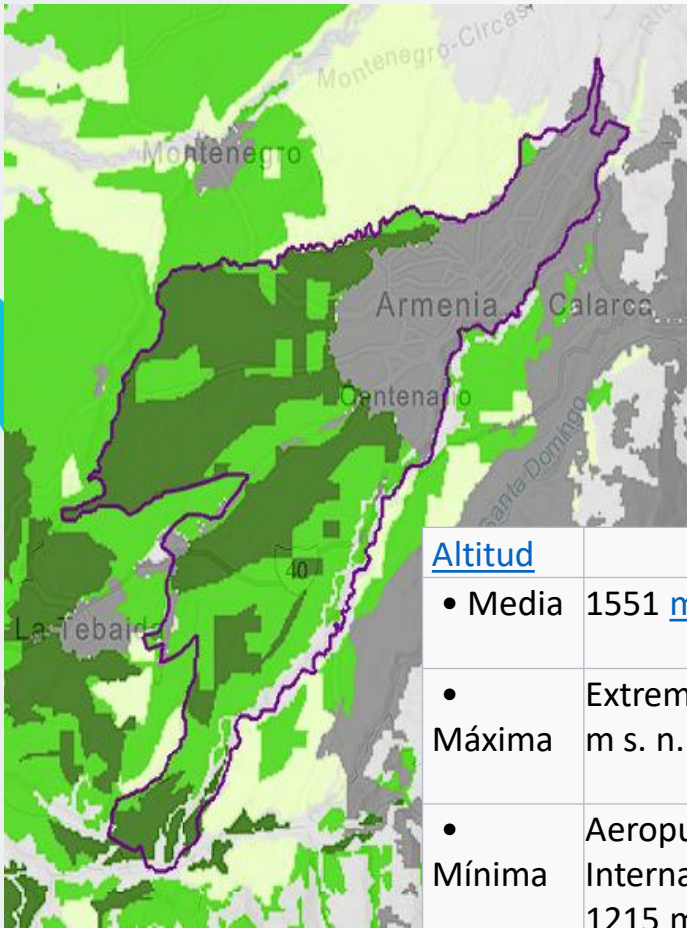 Montenegro-Circas
Montenegro
Armenia
Calarca
Centenario
Santa Domingo
40
La Tebaida
Altitud
• Media 1551 m
• Máxima Extrem
m s. n.
• Mínima Aeropu
Interna
1215 m